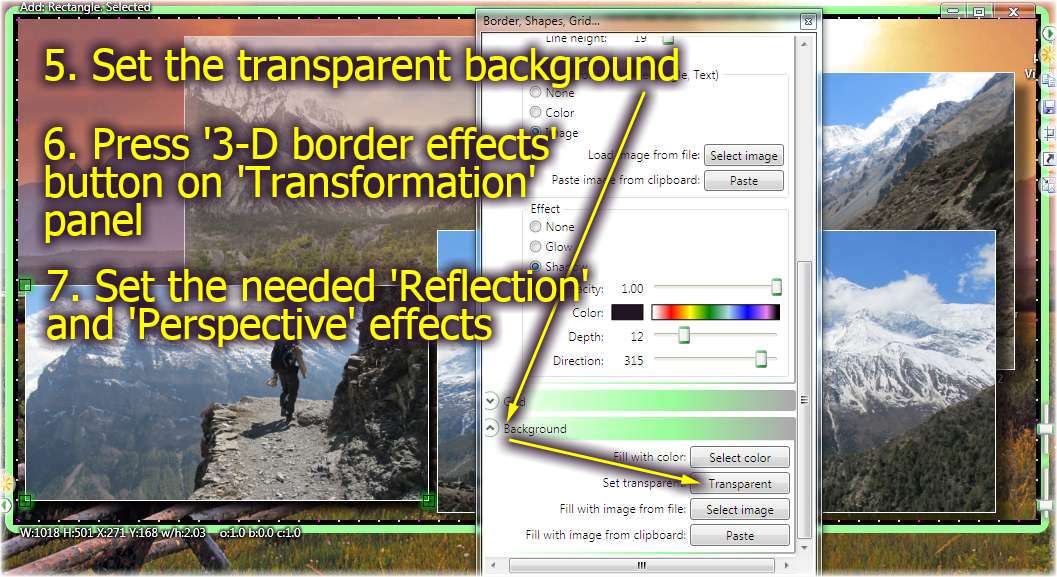 Add: Rectangle, Selected
Border, Shapes, Grid...
Line height: 19
5. Set the transparent background
, Text)
None
Color
Image
6. Press '3-D border effects'
button on 'Transformation'
panel
Load image from file: Select image
Paste image from clipboard: Paste
Effect
None
Glow
7. Set the needed 'Reflection'
and 'Perspective' effects
1.00
Color:
Depth: 12
Direction: 315
Background
Fill with color: Select color
Set transparent: Transparent
Fill with image from file: Select image
Fill with image from clipboard: Paste
W:1018 H:501 X:271 Y:168 w/h:2.03 o:1.0 b:0.0 c:1.0